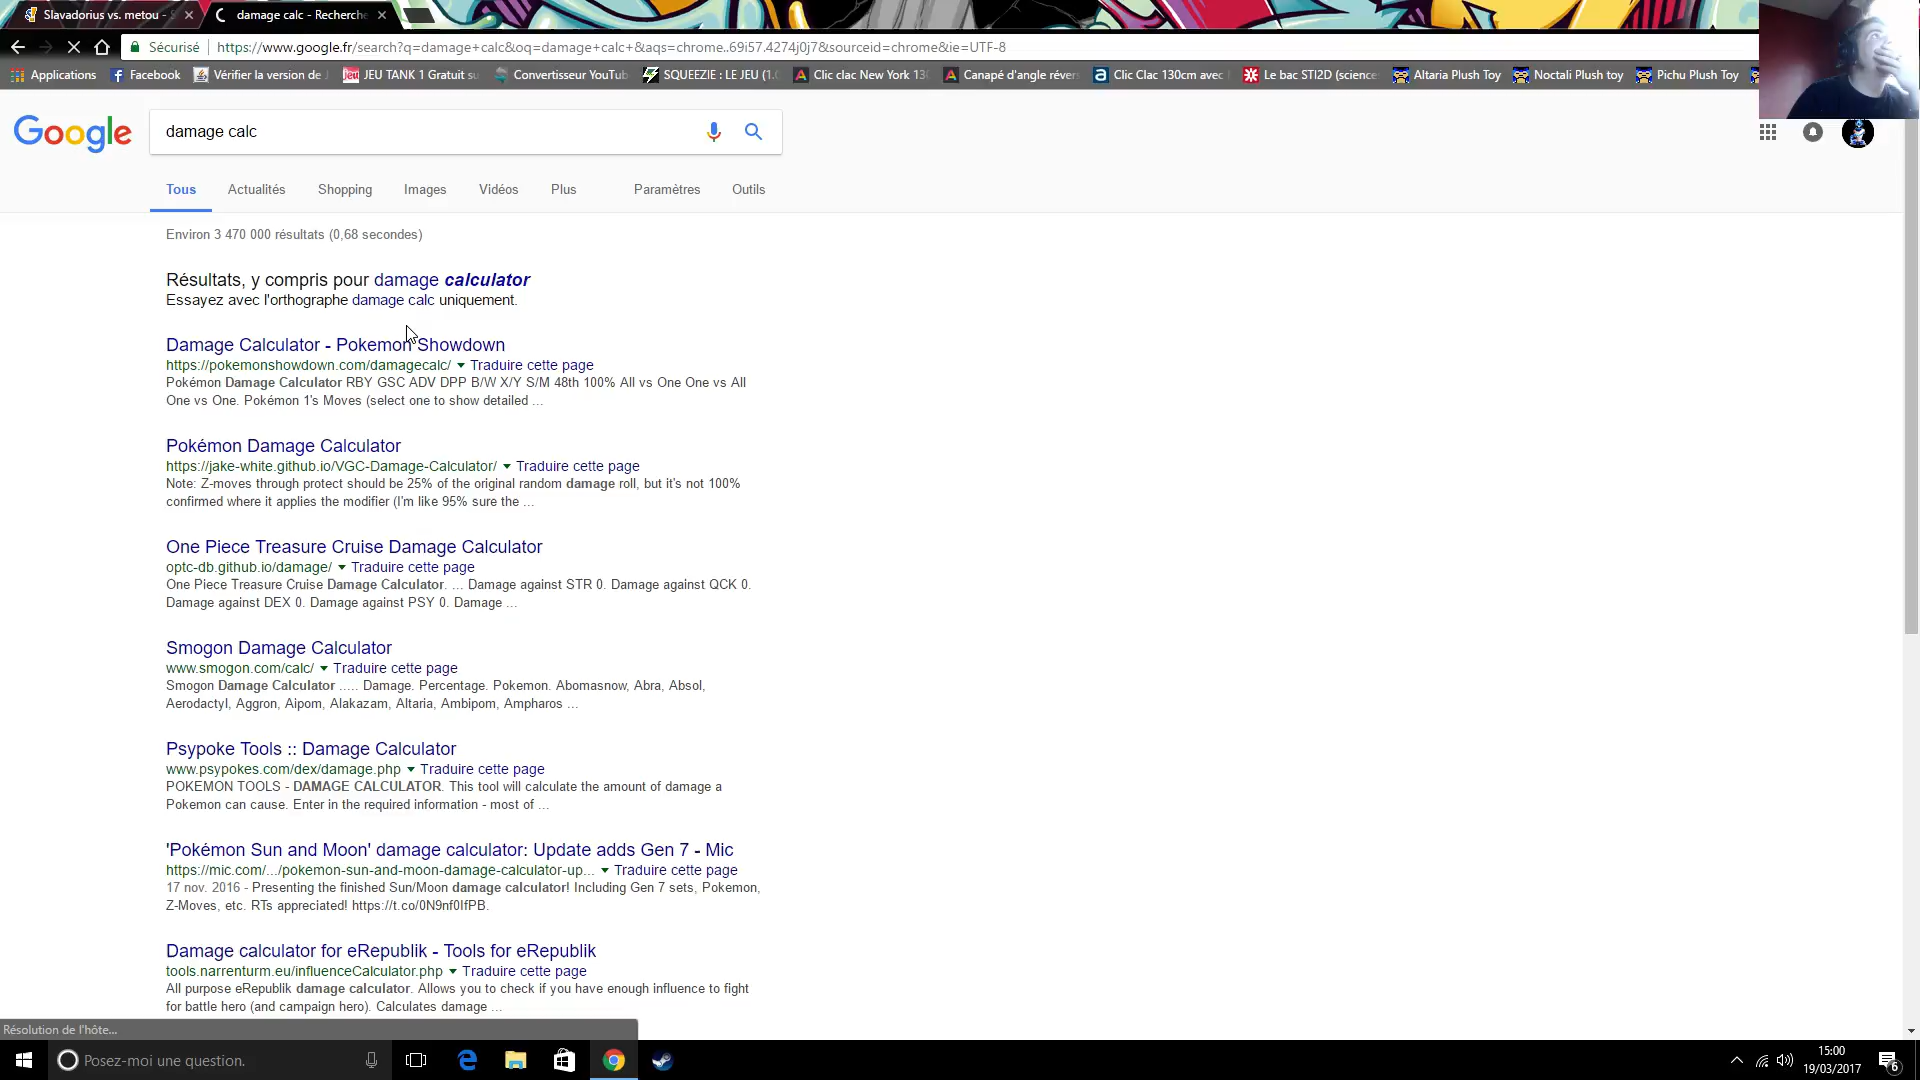 Slavadorius vs. metou -
damage calc - Recherche
Sécurisé
https://www.google.fr/search?q=damage+calc&oq=damage+calc+&aqs=chrome..69i57.4274j0j7&sourceid=chrome&ie=UTF-8
Applications
Facebook
Vérifier la version de
jeu JEU TANK 1 Gratuit su
Convertisseur YouTub
SQUEEZIE : LE JEU (1.0
Clic clac New York 13
Canapé d'angle révers
Clic Clac 130cm avec
Le bac STI2D (science
Altaria Plush Toy
Noctali Plush toy
Pichu Plush Toy
Google
damage calc
Tous
Actualités
Shopping
Images
Vidéos
Plus
Paramètres
Outils
Environ 3 470 000 résultats (0,68 secondes)
Résultats, y compris pour damage calculator
Essayez avec l'orthographe damage calc uniquement.
Damage Calculator - Pokemon Showdown
https://pokemonshowdown.com/damagecalc/ Traduire cette page
Pokémon Damage Calculator RBY GSC ADV DPP B/W X/Y S/M 48th 100% All vs One One vs All
One vs One. Pokémon 1's Moves (select one to show detailed ...
Pokémon Damage Calculator
https://jake-white.github.io/VGC-Damage-Calculator/ Traduire cette page
Note: Z-moves through protect should be 25% of the original random damage roll, but it's not 100%
confirmed where it applies the modifier (I'm like 95% sure the ...
One Piece Treasure Cruise Damage Calculator
optc-db.github.io/damage/ Traduire cette page
One Piece Treasure Cruise Damage Calculator. ... Damage against STR 0. Damage against QCK 0.
Damage against DEX 0. Damage against PSY 0. Damage ...
Smogon Damage Calculator
www.smogon.com/calc/ Traduire cette page
Smogon Damage Calculator ..... Damage. Percentage. Pokemon. Abomasnow, Abra, Absol,
Aerodactyl, Aggron, Aipom, Alakazam, Altaria, Ambipom, Ampharos ...
Psypoke Tools :: Damage Calculator
www.psypokes.com/dex/damage.php Traduire cette page
POKEMON TOOLS - DAMAGE CALCULATOR. This tool will calculate the amount of damage a
Pokemon can cause. Enter in the required information - most of ...
'Pokémon Sun and Moon' damage calculator: Update adds Gen 7 - Mic
https://mic.com/.../pokemon-sun-and-moon-damage-calculator-up... Traduire cette page
17 nov. 2016 - Presenting the finished Sun/Moon damage calculator! Including Gen 7 sets, Pokemon,
Z-Moves, etc. RTs appreciated! https://t.co/0N9nf0IfPB.
Damage calculator for eRepublik - Tools for eRepublik
tools.narrenturm.eu/influenceCalculator.php Traduire cette page
All purpose eRepublik damage calculator. Allows you to check if you have enough influence to fight
for battle hero (and campaign hero). Calculates damage ...
Résolution de l'hôte...
Posez-moi une question.
15:00
19/03/2017
6